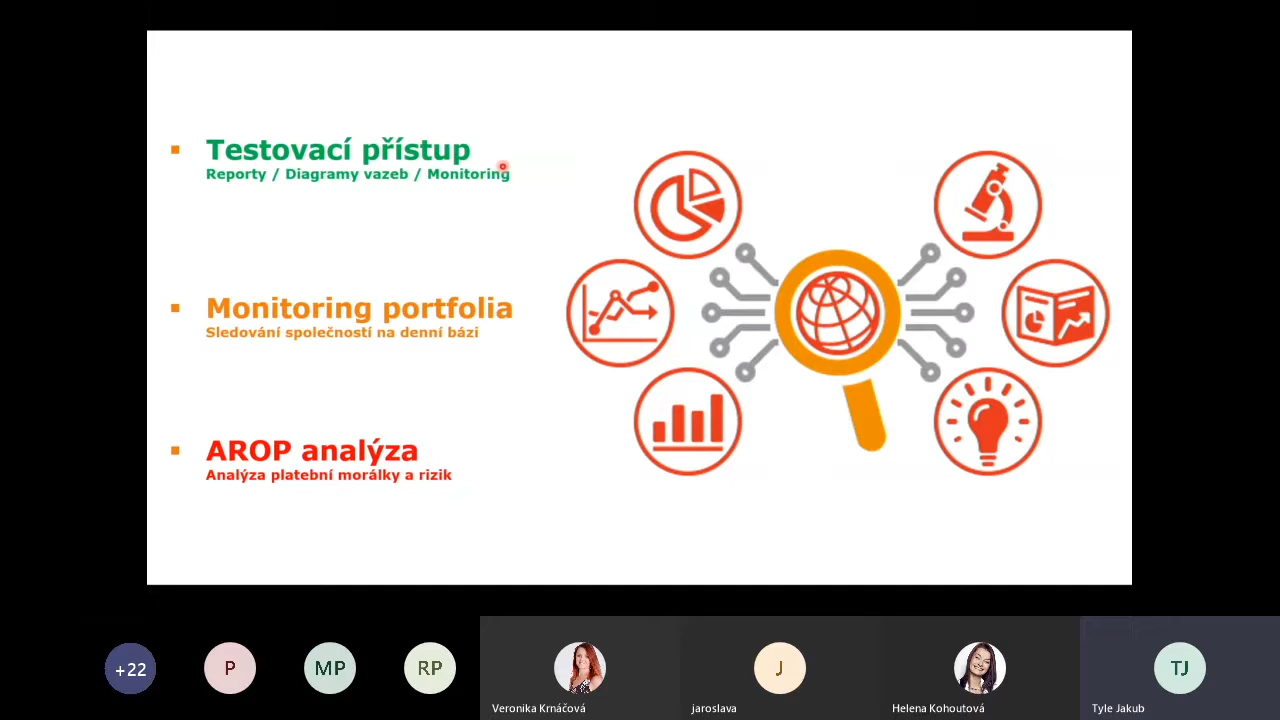 Testovací přístup
Reporty / Diagramy vazeb / Monitoring
Monitoring portfolia
Sledování společností na denní bázi
AROP analýza
Analýza platební morálky a rizik
+22
P
MP
RP
J
TJ
Veronika Krnáčová
jaroslava
Helena Kohoutová
Tyle Jakub